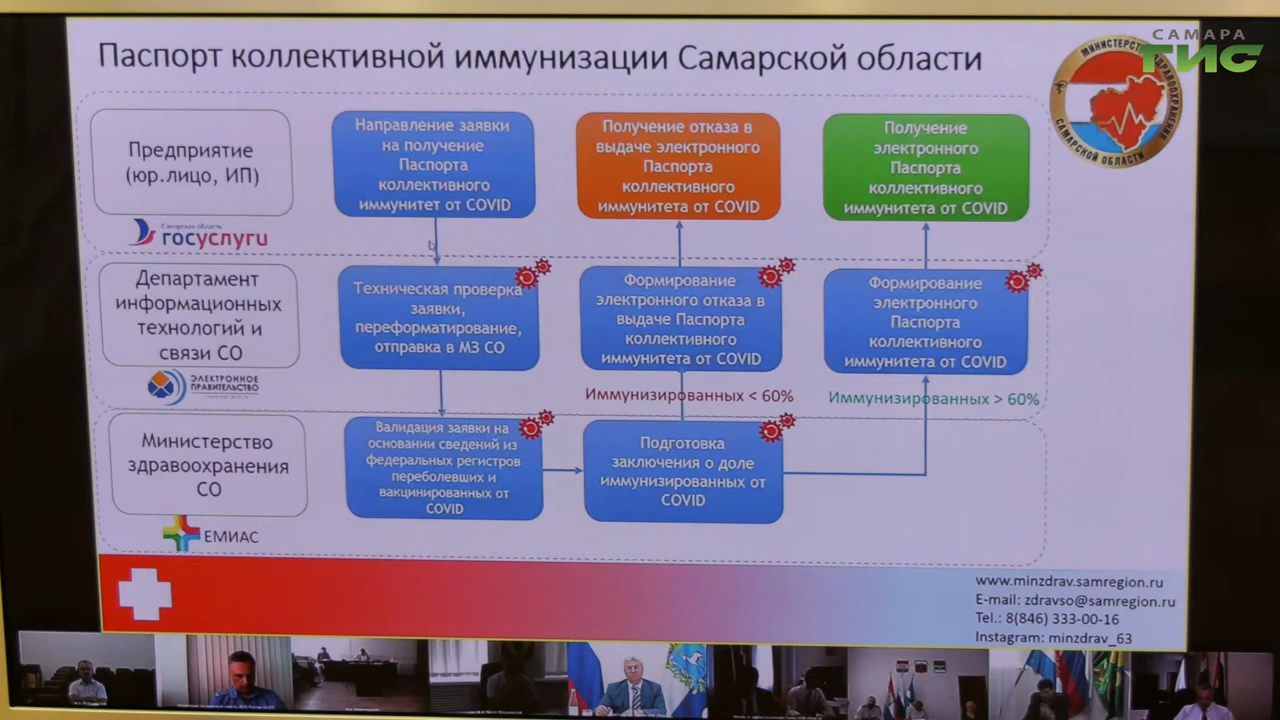 Паспорт коллективной иммунизации Самарской области
САМАРА
ГИС
МИНИСТЕРСТВО ЗДРАВООХРАНЕНИЯ
САМАРСКОЙ ОБЛАСТИ
Предприятие
(юр.лицо, ИП)
Самарская область
госуслуги
Направление заявки
на получение
Паспорта
коллективного
иммунитет от COVID
Получение отказа в
выдаче электронного
Паспорта
коллективного
иммунитета от COVID
Получение
электронного
Паспорта
коллективного
иммунитета от COVID
Департамент
информационных
технологий и
связи СО
ЭЛЕКТРОННОЕ
ПРАВИТЕЛЬСТВО
Техническая проверка
заявки,
переформатирование,
отправка в МЗ СО
Формирование
электронного отказа в
выдаче Паспорта
коллективного
иммунитета от COVID
Формирование
электронного
Паспорта
коллективного
иммунитета от COVID
Иммунизированных < 60%
Иммунизированных > 60%
Министерство
здравоохранения
СО
ЕМИАС
Валидация заявки на
основании сведений из
федеральных регистров
переболевших и
вакцинированных от
COVID
Подготовка
заключения о доле
иммунизированных от
COVID
www.minzdrav.samregion.ru
E-mail: zdravso@samregion.ru
Tel.: 8(846) 333-00-16
Instagram: minzdrav_63